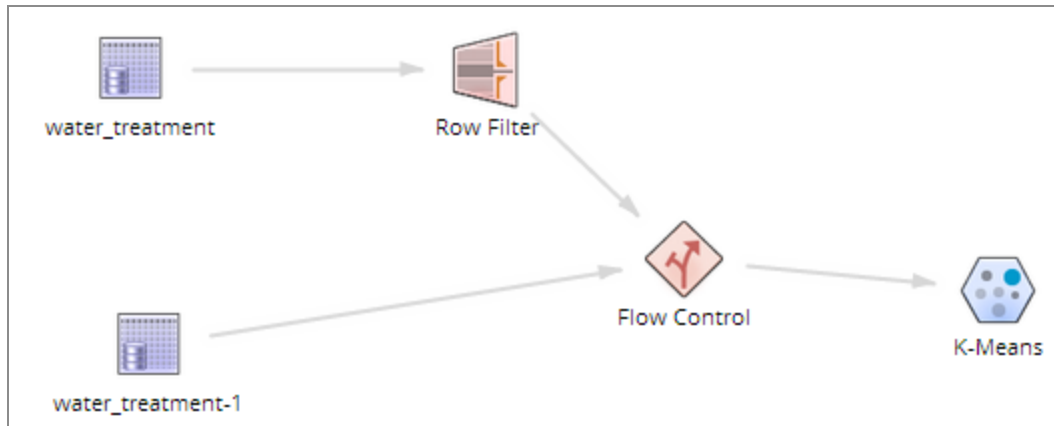 water_treatment
Row Filter
Flow Control
K-Means
water_treatment-1